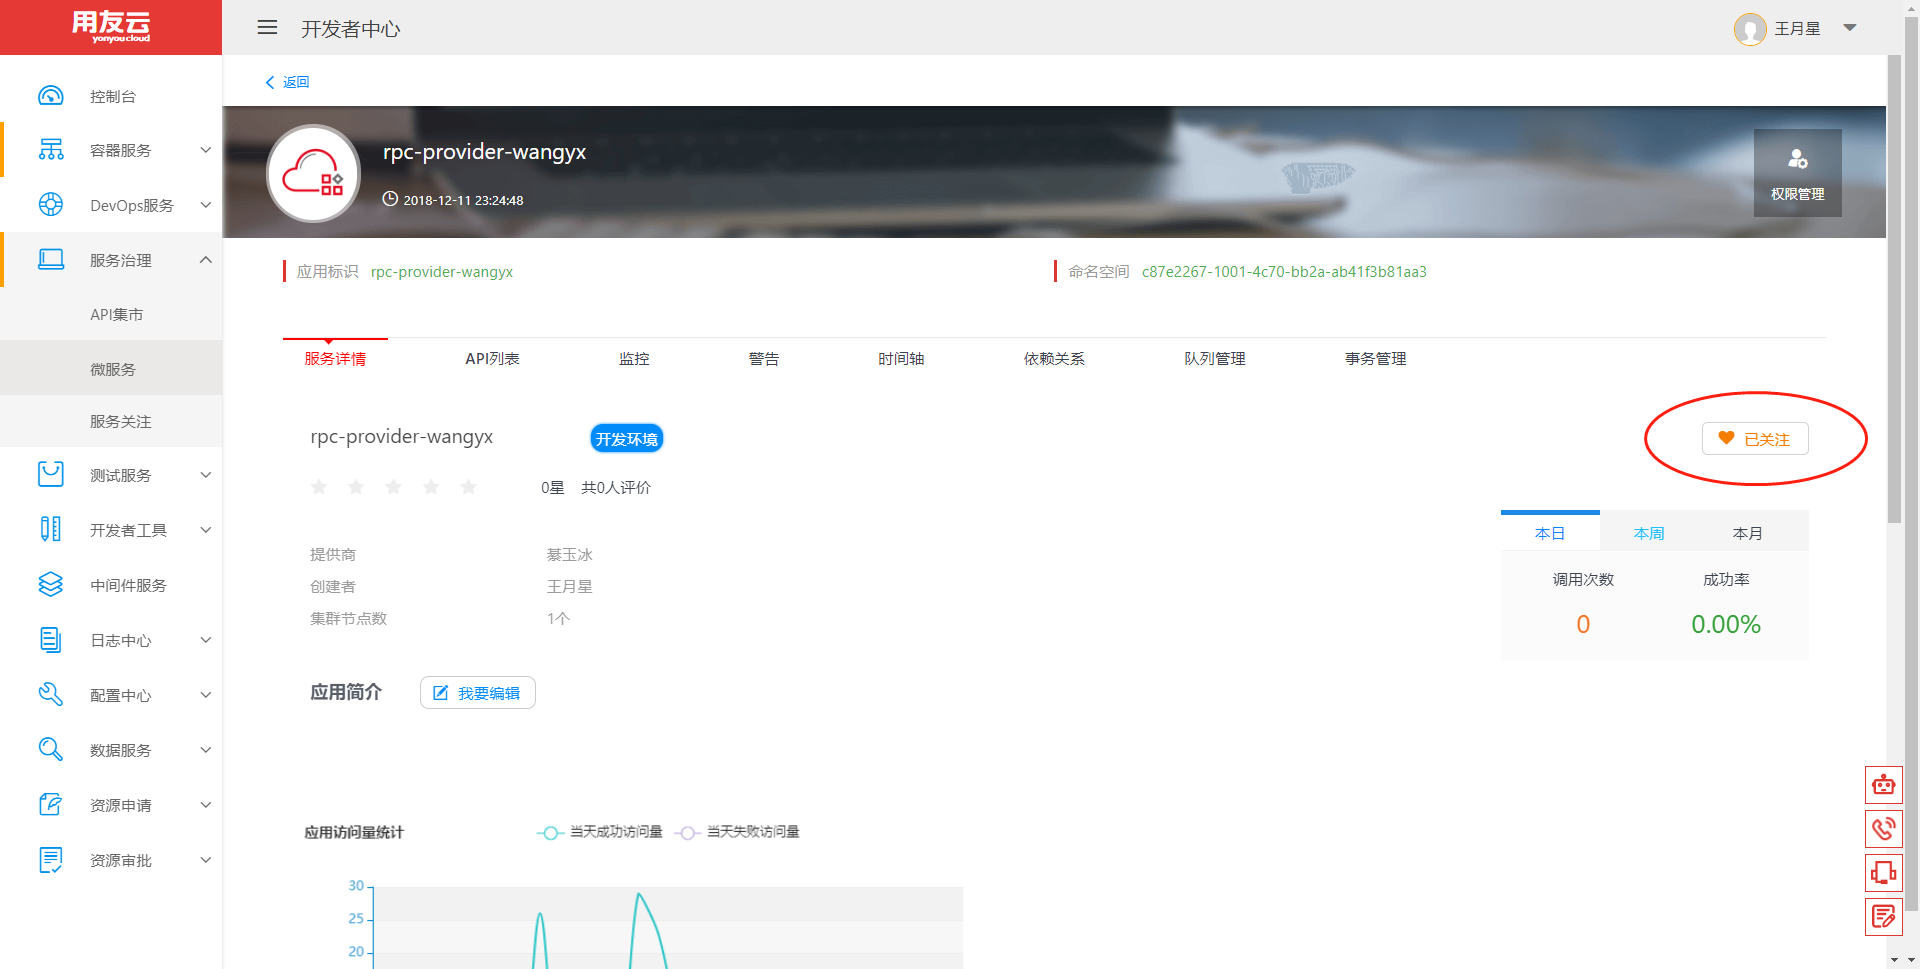 用友云
yonyoucloud
开发者中心
王月星
返回
控制台
容器服务
DevOps服务
服务治理
API集市
微服务
服务关注
测试服务
开发者工具
中间件服务
日志中心
配置中心
数据服务
资源申请
资源审批
rpc-provider-wangyx
2018-12-11 23:24:48
权限管理
应用标识 rpc-provider-wangyx
命名空间 c87e2267-1001-4c70-bb2a-ab41f3b81aa3
服务详情 API列表 监控 警告 时间轴 依赖关系 队列管理 事务管理
rpc-provider-wangyx 开发环境
已关注
0星 共0人评价
提供商 綦玉冰
创建者 王月星
集群节点数 1个
本日 本周 本月
调用次数 成功率
0 0.00%
应用简介 我要编辑
应用访问量统计 当天成功访问量 当天失败访问量
30
25
20